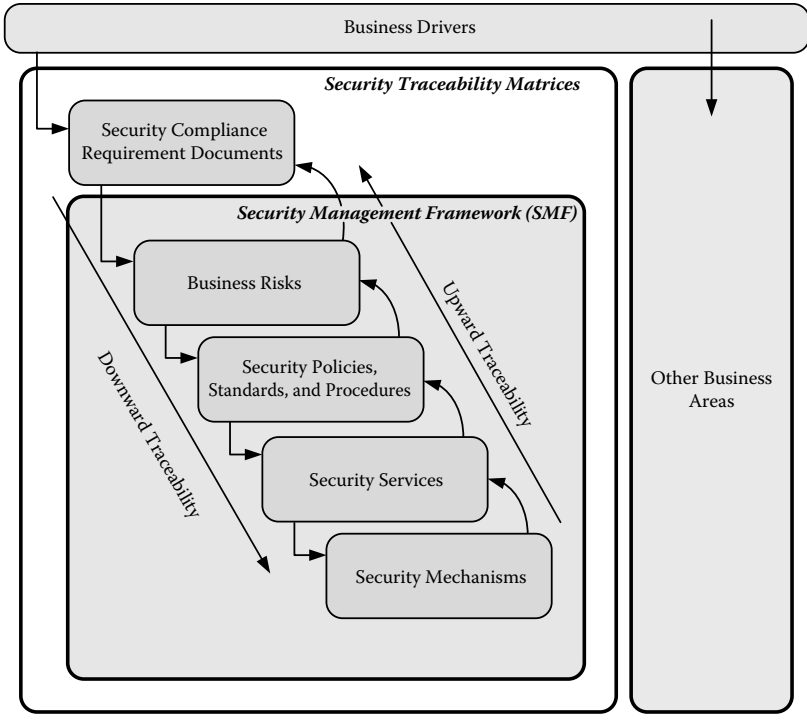 Business Drivers
Security Traceability Matrices
Security Compliance
Requirement Documents
Security Management Framework (SMF)
Business Risks
Security Policies,
Standards, and Procedures
Security Services
Security Mechanisms
Downward Traceability
Upward Traceability
Other Business
Areas